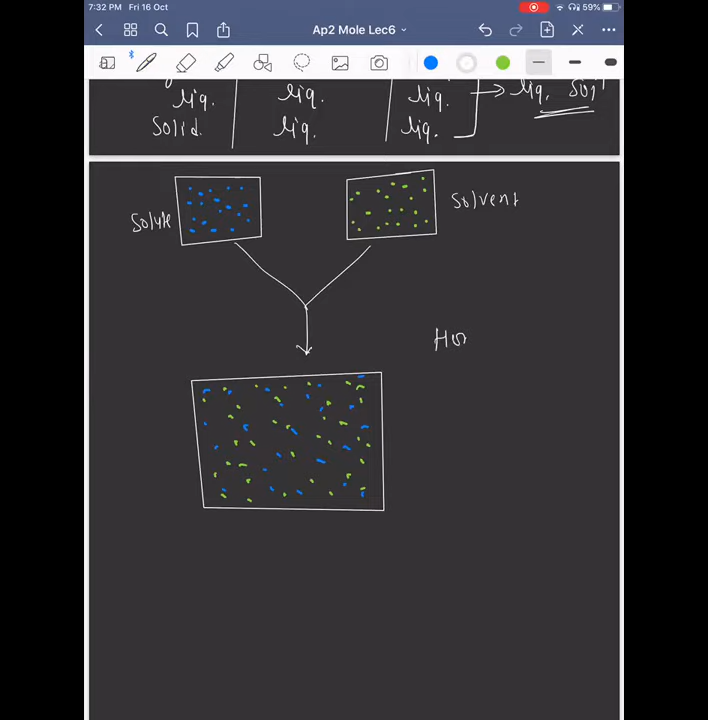 7:32 PM Fri 16 Oct
59%
Ap2 Mole Lec6
liq. liq. liq. → liq. Sol
Solid. liq. liq.
Solute
Solvent
Ho